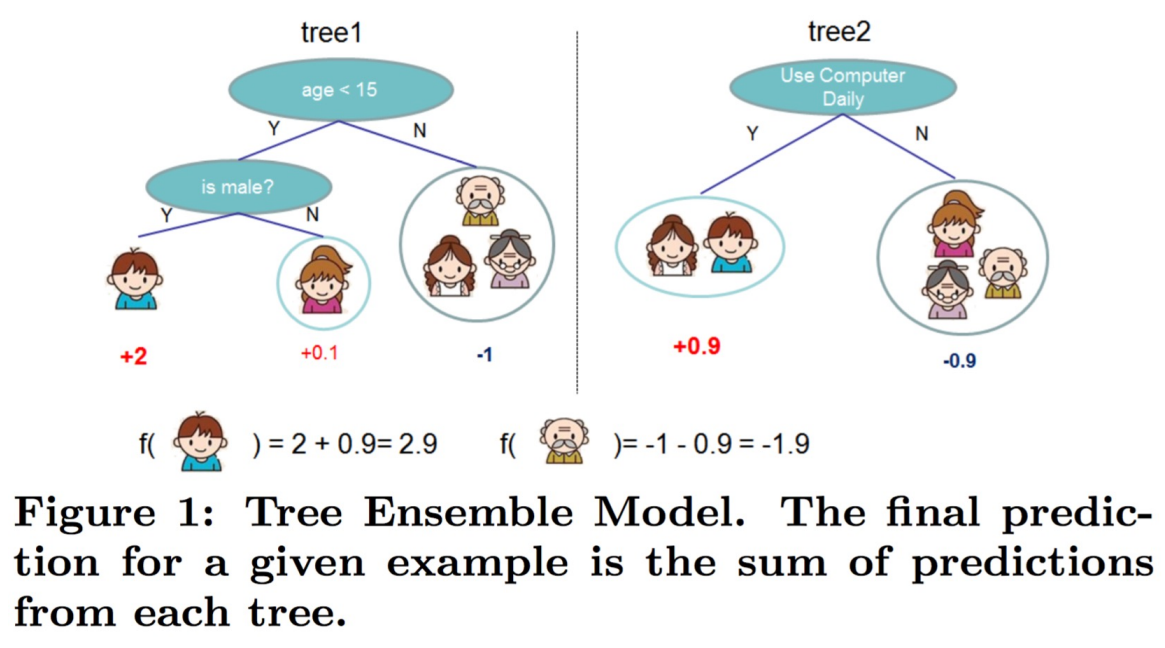 tree1
tree2
age < 15
Use Computer
Daily
Y
N
Y
N
is male?
Y
N
+2
+0.1
-1
+0.9
-0.9
f( ) = 2 + 0.9= 2.9
f( )= -1 - 0.9 = -1.9
Figure 1: Tree Ensemble Model. The final predic-
tion for a given example is the sum of predictions
from each tree.